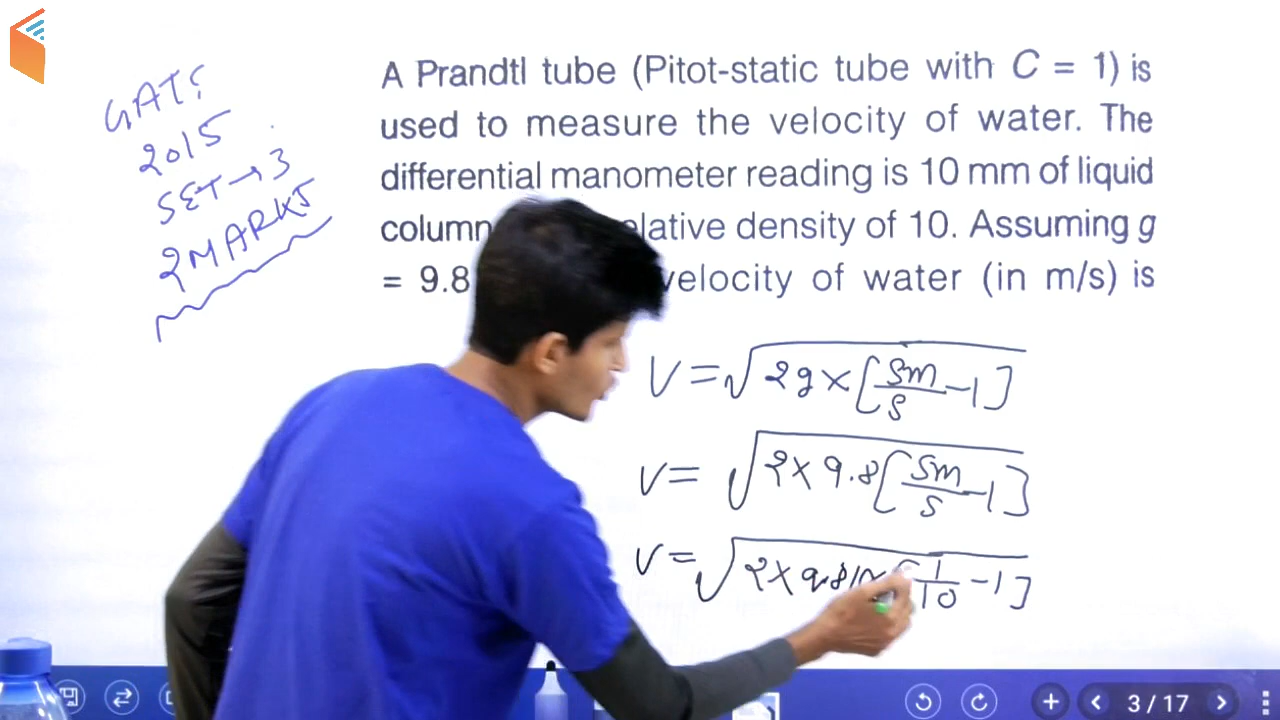 GATE
2015
SET→3
2 MARKS
A Prandtl tube (Pitot-static tube with C = 1) is
used to measure the velocity of water. The
differential manometer reading is 10 mm of liquid
column elative density of 10. Assuming g
= 9.8 velocity of water (in m/s) is
V = √2g × [Sm/S - 1]
V = √2 × 9.8 [Sm/S - 1]
V = √2 × 9.81 [1/10 - 1]
3 / 17